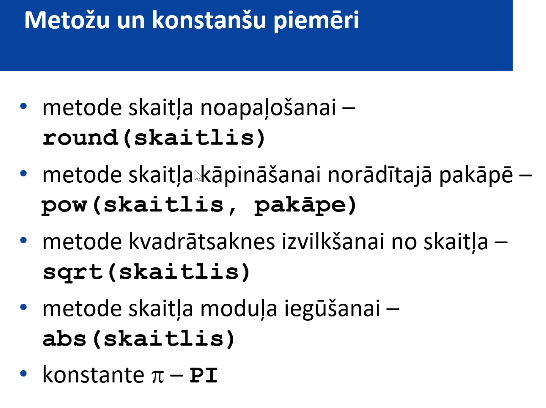 Metožu un konstanšu piemēri
• metode skaitļa noapaļošanai –
round(skaitlis)
• metode skaitļa kāpināšanai norādītajā pakāpē –
pow(skaitlis, pakāpe)
• metode kvadrātsaknes izvilkšanai no skaitļa –
sqrt(skaitlis)
• metode skaitļa moduļa iegūšanai –
abs(skaitlis)
• konstante π – PI